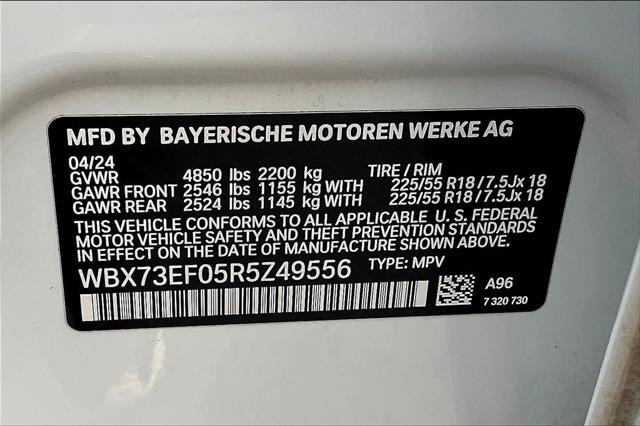 MFD BY BAYERISCHE MOTOREN WERKE AG
04/24
GVWR 4850 lbs 2200 kg TIRE / RIM
GAWR FRONT 2546 lbs 1155 kg WITH 225/55 R18/7.5Jx 18
GAWR REAR 2524 lbs 1145 kg WITH 225/55 R18/7.5Jx 18
THIS VEHICLE CONFORMS TO ALL APPLICABLE U. S. FEDERAL
MOTOR VEHICLE SAFETY AND THEFT PREVENTION STANDARDS
IN EFFECT ON THE DATE OF MANUFACTURE SHOWN ABOVE.
WBX73EF05R5Z49556 TYPE: MPV
A96
7 320 730